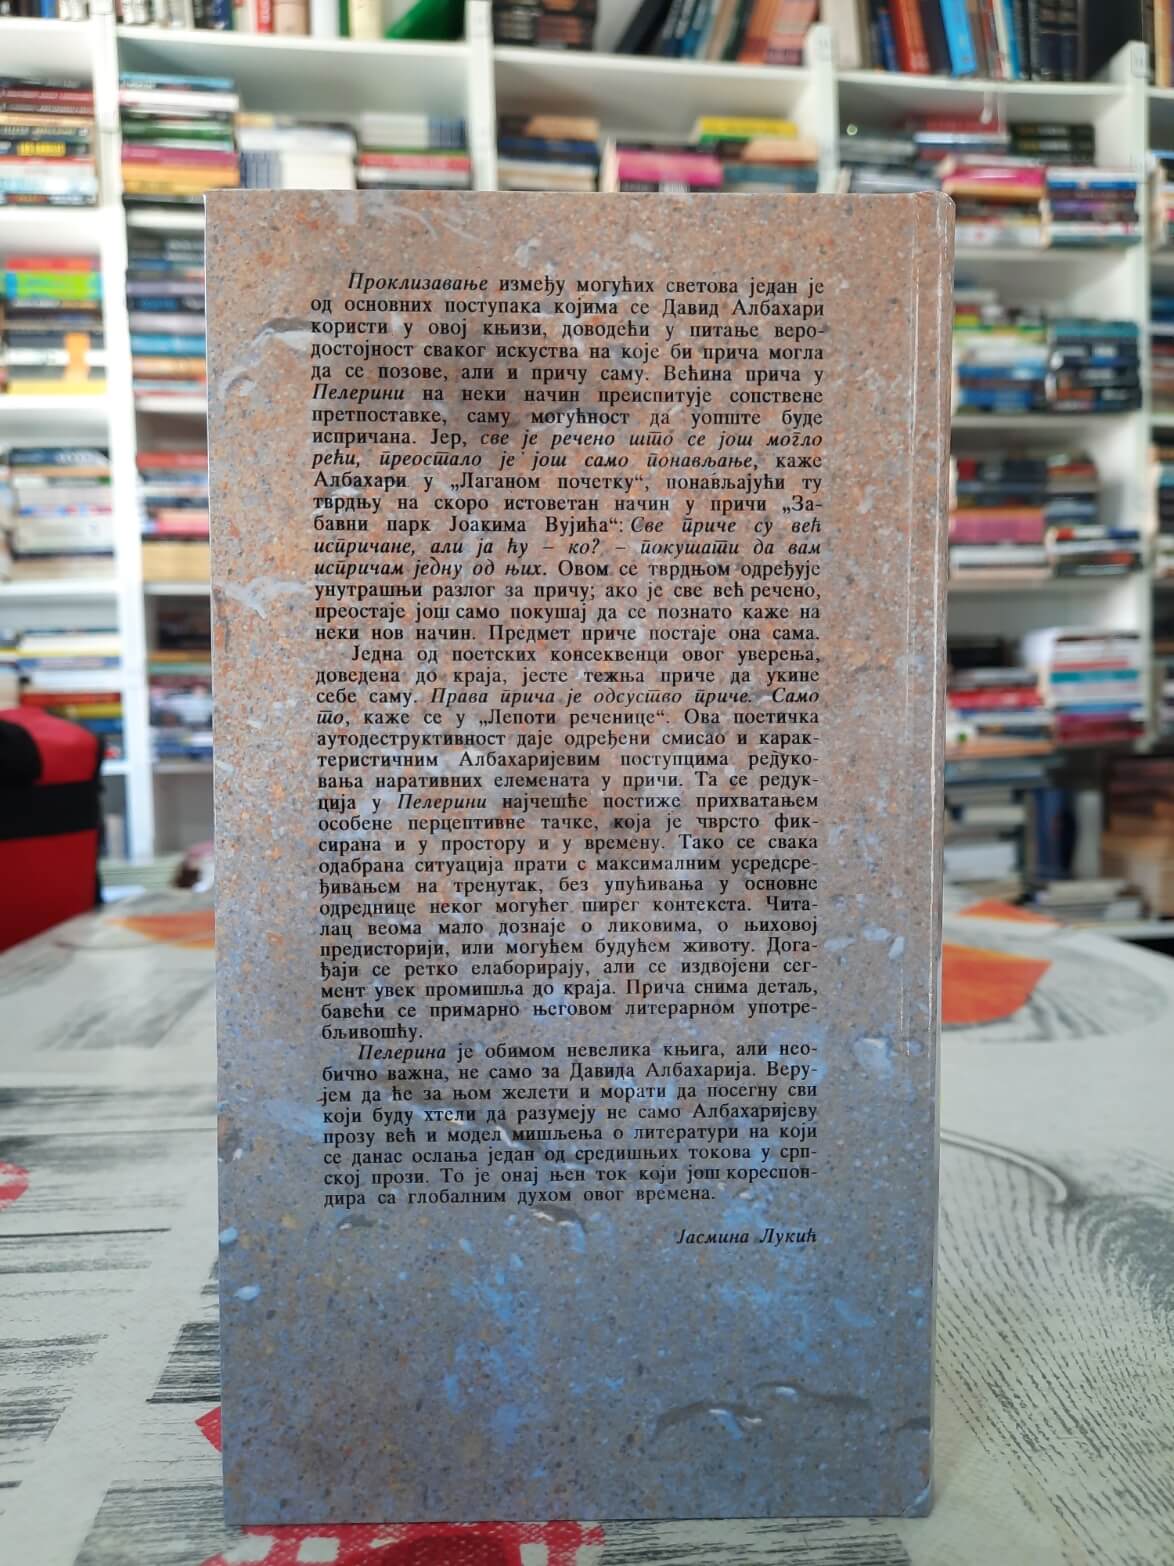 Проклизавање између могућих светова један је
од основних поступака којима се Давид Албахари
користи у овој књизи, доводећи у питање веро-
достојност сваког искуства на које би прича могла
да се позове, али и причу саму. Већина прича у
Пелерини на неки начин преиспитује сопствене
претпоставке, саму могућност да уопште буде
испричана. Јер, све је речено што се још могло
рећи, преостало је још само понављање, каже
Албахари у „Лаганом почетку“, понављајући ту
тврдњу на скоро истоветан начин у причи „За-
бавни парк Јоакима Вујића“: Све приче су већ
испричане, али ја ћу – ко? – покушати да вам
испричам једну од њих. Овом се тврдњом одређује
унутрашњи разлог за причу; ако је све већ речено,
преостаје још само покушај да се познато каже на
неки нов начин. Предмет приче постаје она сама.
Једна од поетских консеквенци овог уверења,
доведена до краја, јесте тежња приче да укине
себе саму. Права прича је одсуство приче. Само
то, каже се у „Лепоти реченице“. Ова поетичка
аутодеструктивност даје одређени смисао и карак-
теристичним Албахаријевим поступцима редуко-
вања наративних елемената у причи. Та се редук-
ција у Пелерини најчешће постиже прихватањем
особене перцептивне тачке, која је чврсто фик-
сирана и у простору и у времену. Тако се свака
одабрана ситуација прати с максималним усредсре-
ђивањем на тренутак, без упућивања у основне
одреднице неког могућег ширег контекста. Чита-
лац веома мало дознаје о ликовима, о њиховој
предисторији, или могућем будућем животу. Дога-
ђаји се ретко елаборирају, али се издвојени сег-
мент увек промишља до краја. Прича снима детаљ,
бавећи се примарно његовом литерарном употре-
бљивошћу.
Пелерина је обимом невелика књига, али нео-
бично важна, не само за Давида Албахарија. Веру-
јем да ће за њом желети и морати да посегну сви
који буду хтели да разумеју не само Албахаријеву
прозу већ и модел мишљења о литератури на који
се данас ослања један од средишњих токова у срп-
ској прози. То је онај њен ток који још кореспон-
дира са глобалним духом овог времена.
Јасмина Лукић